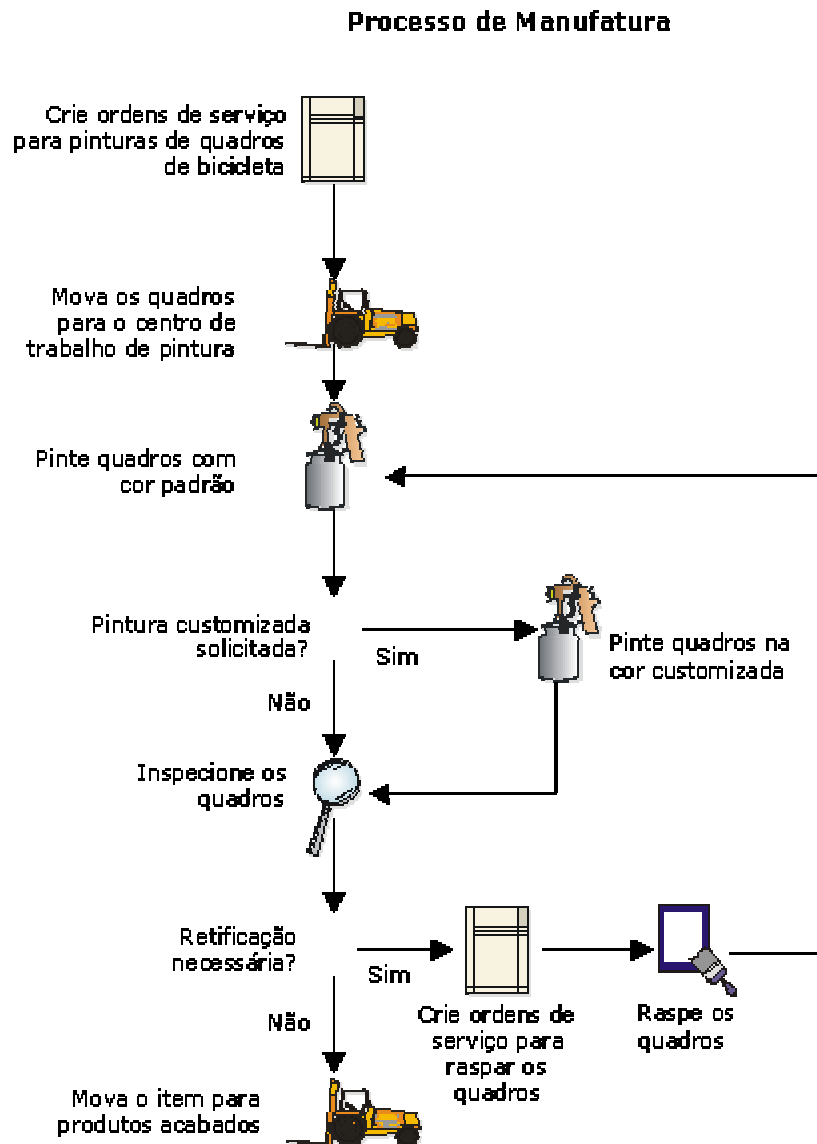 Processo de Manufatura
Crie ordens de serviço
para pinturas de quadros
de bicicleta
Mova os quadros
para o centro de
trabalho de pintura
Pinte quadros com
cor padrão
Pintura customizada
solicitada?
Sim
Pinte quadros na
cor customizada
Não
Inspecione os
quadros
Retificação
necessária?
Sim
Crie ordens de
serviço para
raspar os
quadros
Raspe os
quadros
Não
Mova o item para
produtos acabados